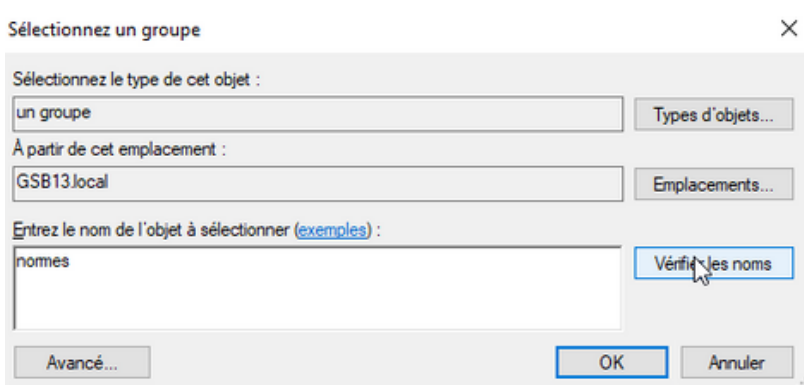 Sélectionnez un groupe
Sélectionnez le type de cet objet :
un groupe
Types d'objets...
À partir de cet emplacement :
GSB13.local
Emplacements...
Entrez le nom de l'objet à sélectionner (exemples) :
normes
Vérifier les noms
Avancé...
OK
Annuler